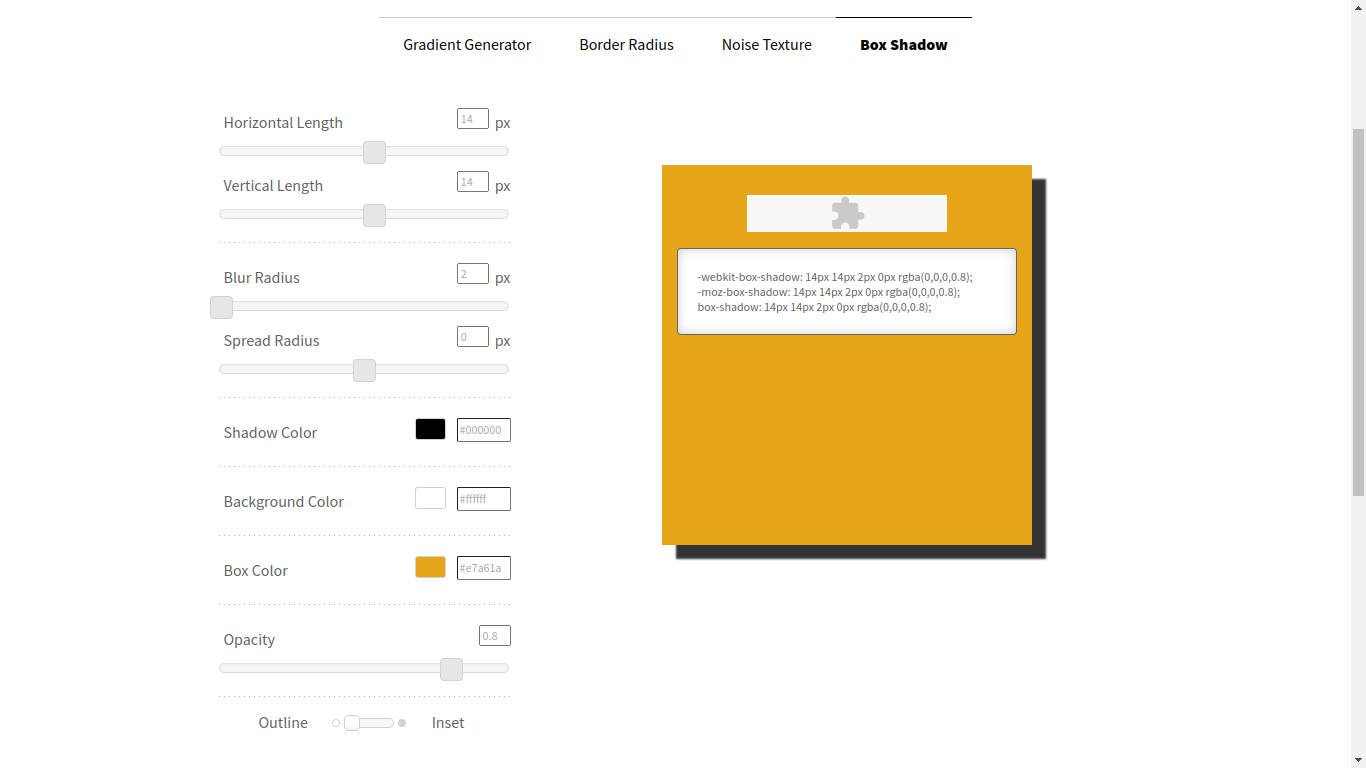 Gradient Generator Border Radius Noise Texture Box Shadow
Horizontal Length 14 px
Vertical Length 14 px
Blur Radius 2 px
Spread Radius 0 px
Shadow Color #000000
Background Color #ffffff
Box Color #e7a61a
Opacity 0.8
Outline Inset
-webkit-box-shadow: 14px 14px 2px 0px rgba(0,0,0,0.8);
-moz-box-shadow: 14px 14px 2px 0px rgba(0,0,0,0.8);
box-shadow: 14px 14px 2px 0px rgba(0,0,0,0.8);